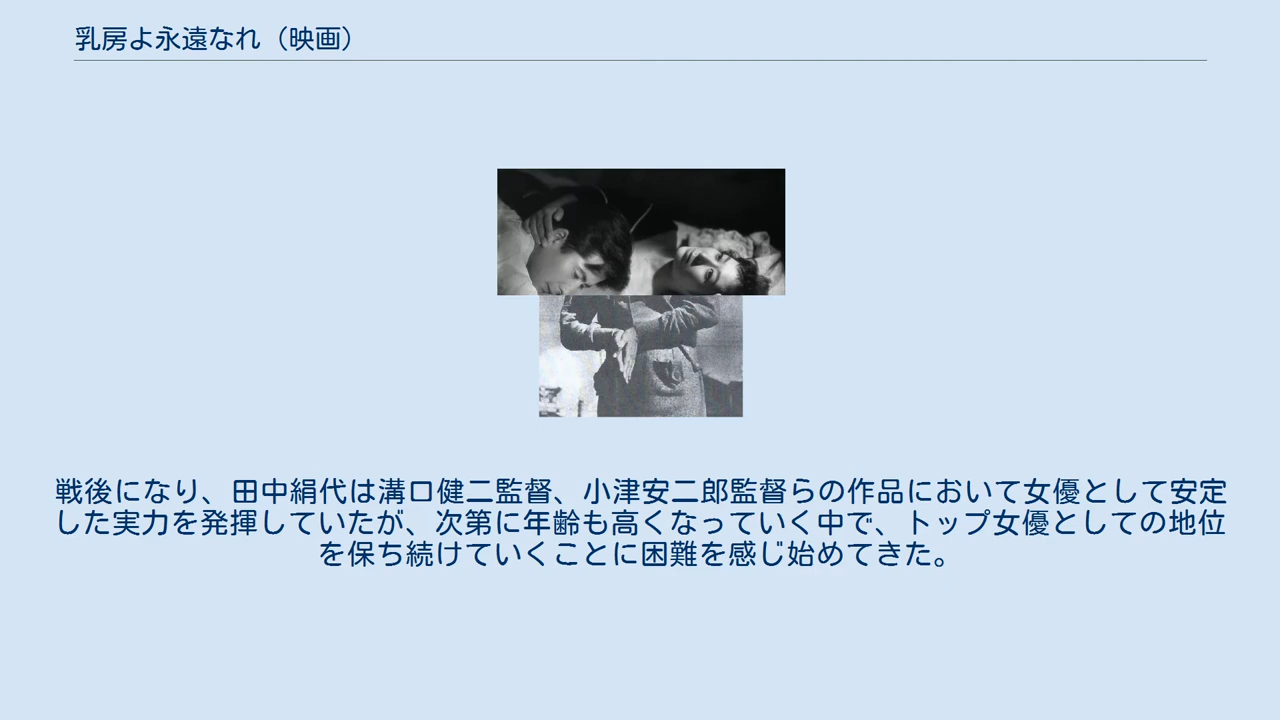 乳房よ永遠なれ（映画）
戦後になり、田中絹代は溝口健二監督、小津安二郎監督らの作品において女優として安定
した実力を発揮していたが、次第に年齢も高くなっていく中で、トップ女優としての地位
を保ち続けていくことに困難を感じ始めてきた。